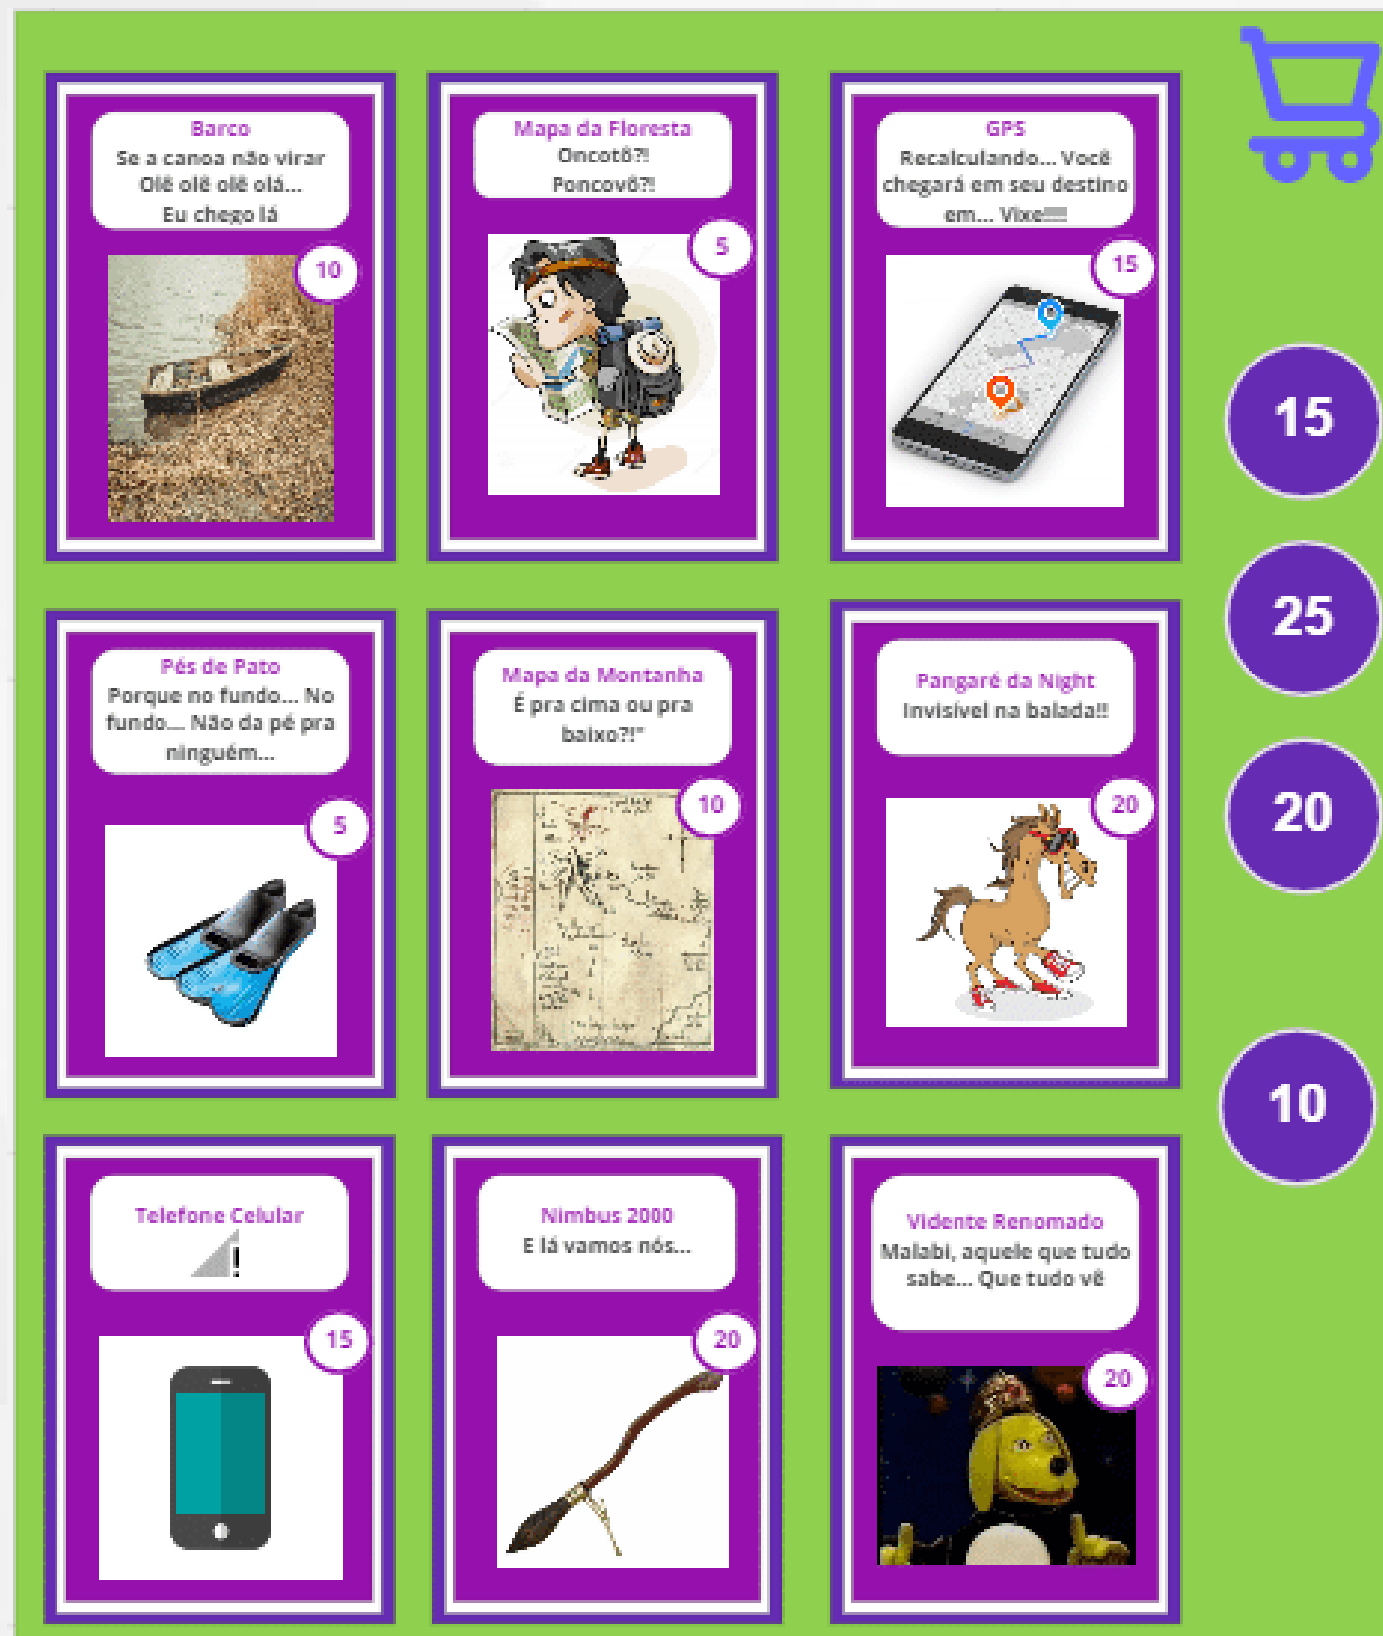 Barco
Se a canoa não virar
Olê olê olê olá...
Eu chego lá
10
Mapa da Floresta
Oncotô?!
Poncovô?!
5
GPS
Recalculando... Você
chegará em seu destino
em... Vixe!!!!
15
15
25
20
10
Pés de Pato
Porque no fundo... No
fundo... Não da pé pra
ninguém...
5
Mapa da Montanha
É pra cima ou pra
baixo?!"
10
Pangaré da Night
Invisível na balada!!
20
Telefone Celular
!
15
Nimbus 2000
E lá vamos nós...
20
Vidente Renomado
Malabi, aquele que tudo
sabe... Que tudo vê
20